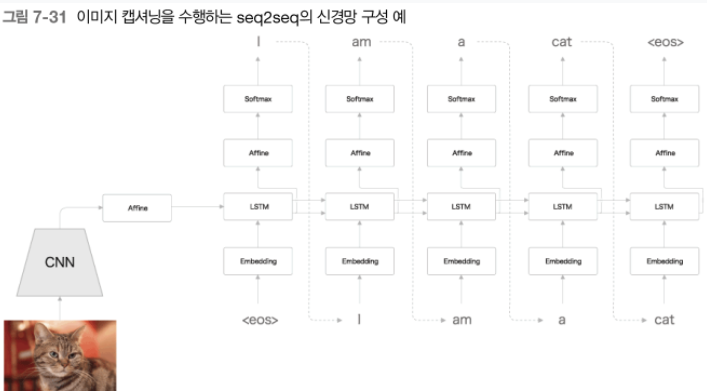 그림 7-31 이미지 캡셔닝을 수행하는 seq2seq의 신경망 구성 예
I am a cat <eos>
Softmax Softmax Softmax Softmax Softmax
Affine Affine Affine Affine Affine
Affine LSTM LSTM LSTM LSTM LSTM
CNN
Embedding Embedding Embedding Embedding Embedding
<eos> I am a cat